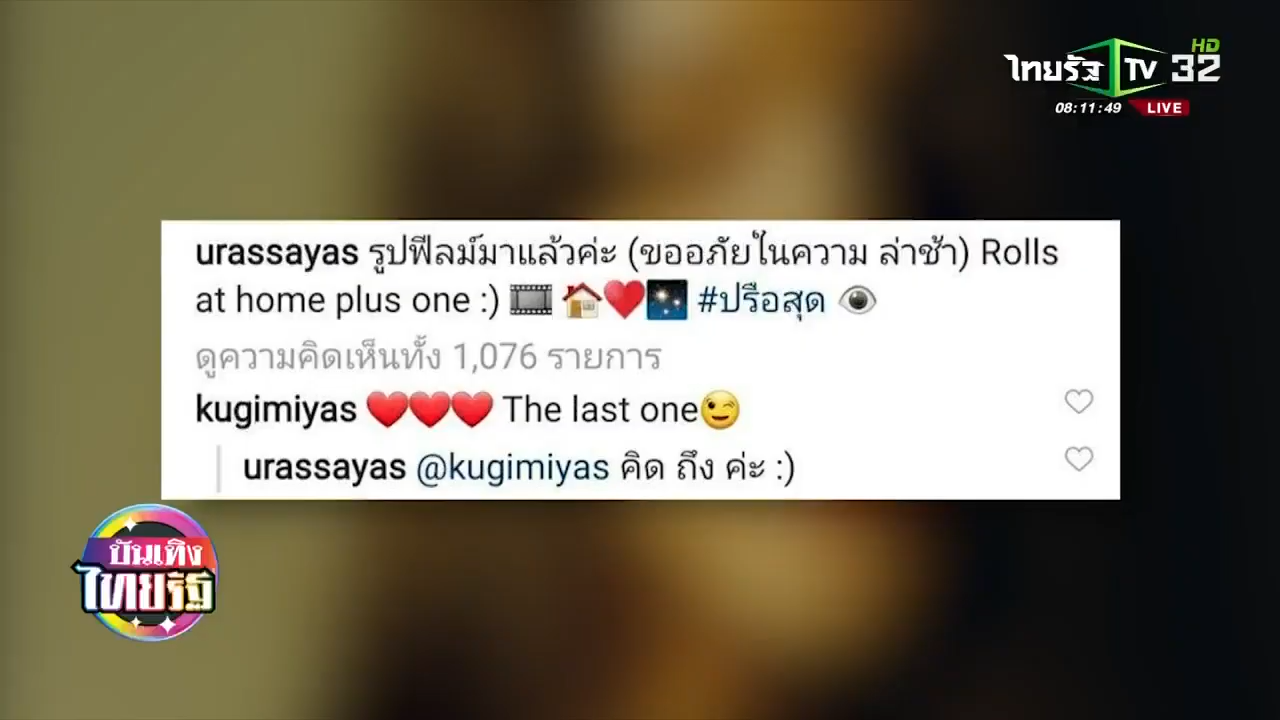 HD
ไทยรัฐ TV 32
08:11:49 LIVE
urassayas รูปฟีลม์มาแล้วค่ะ (ขออภัยในความ ล่าช้า) Rolls
at home plus one :) 🎞️ 🏠❤️🌌 #ปรือสุด 👁️
ดูความคิดเห็นทั้ง 1,076 รายการ
kugimiyas ❤️❤️❤️ The last one😉
urassayas @kugimiyas คิด ถึง ค่ะ :)
บันเทิง
ไทยรัฐ